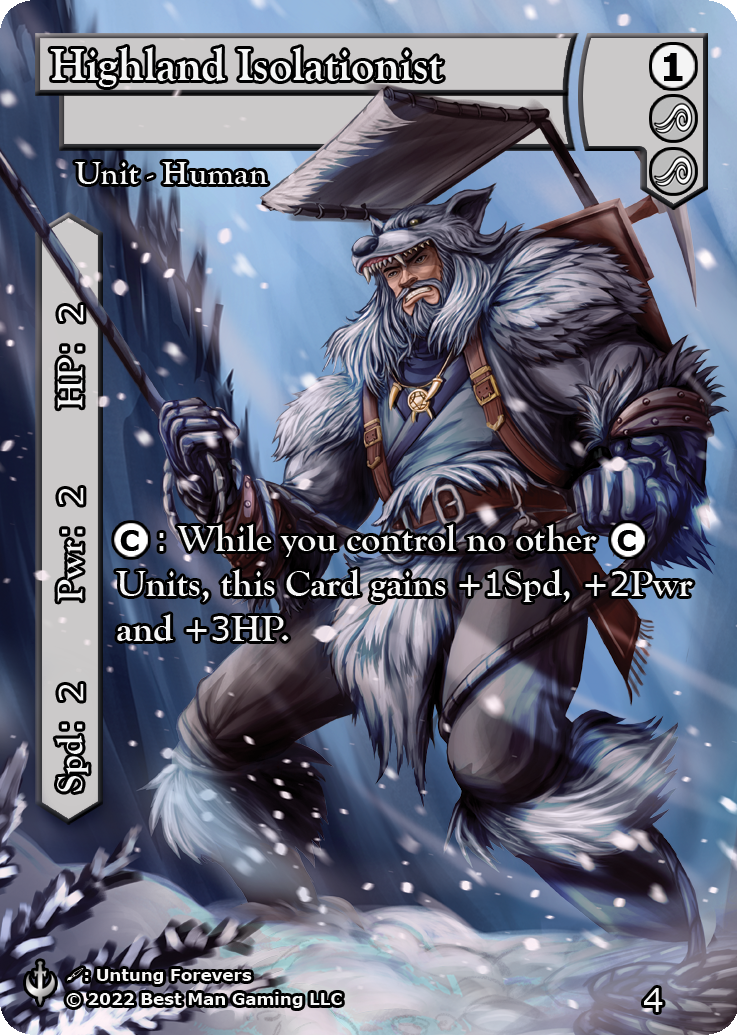 Highland Isolationist
1
Unit - Human
HP: 2
Pwr: 2
Spd: 2
C : While you control no other C
Units, this Card gains +1Spd, +2Pwr
and +3HP.
: Untung Forevers
©2022 Best Man Gaming LLC
4